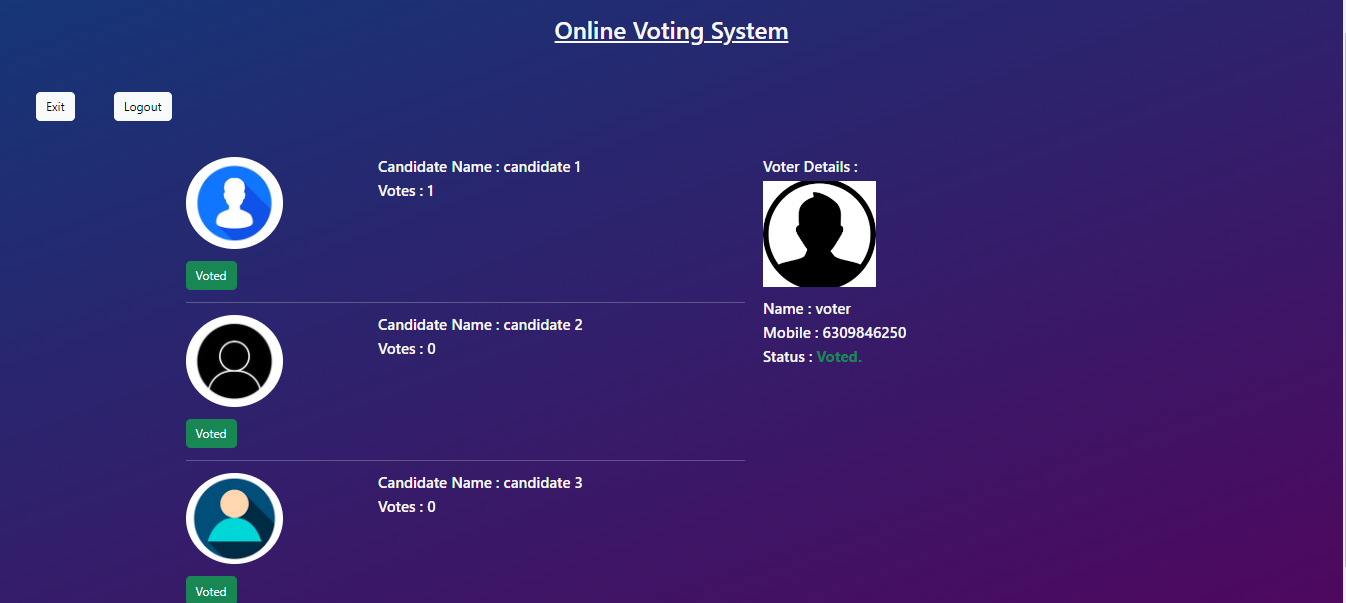 Online Voting System
Exit
Logout
Candidate Name : candidate 1
Votes : 1
Voted
Candidate Name : candidate 2
Votes : 0
Voted
Candidate Name : candidate 3
Votes : 0
Voted
Voter Details :
Name : voter
Mobile : 6309846250
Status : Voted.